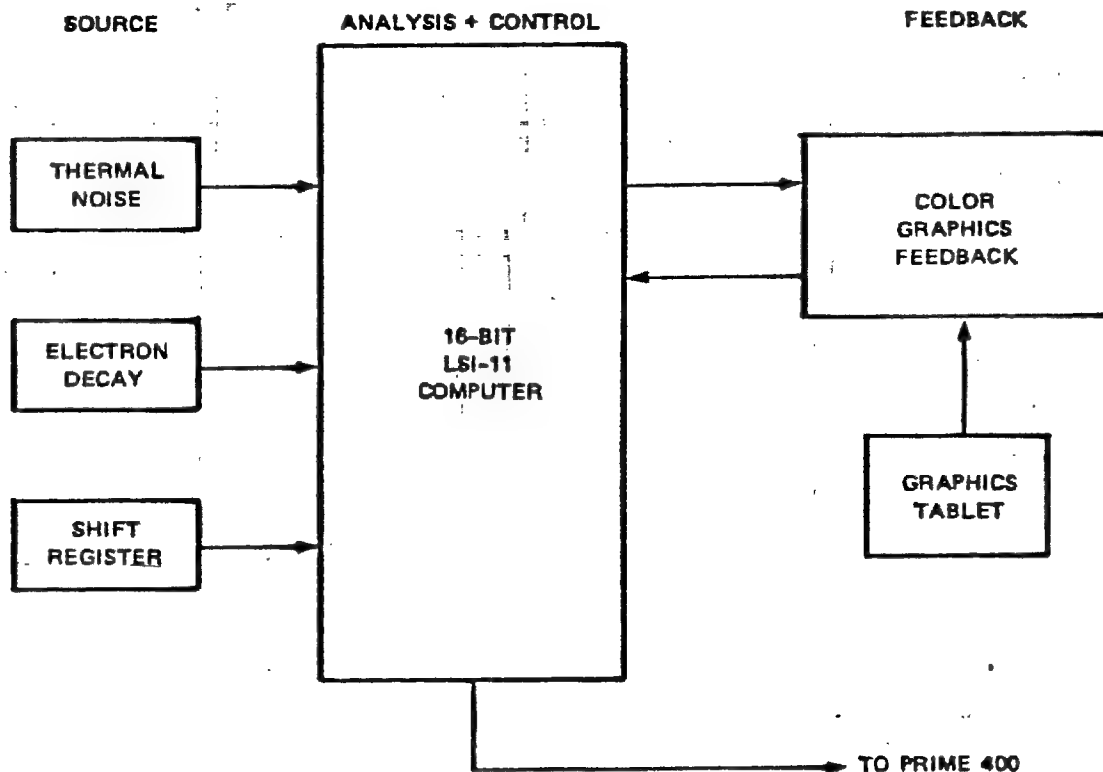 SOURCE
ANALYSIS + CONTROL
FEEDBACK
THERMAL
NOISE
COLOR
GRAPHICS
FEEDBACK
16-BIT
LSI-11
COMPUTER
ELECTRON
DECAY
GRAPHICS
TABLET
SHIFT
REGISTER
TO PRIME 400